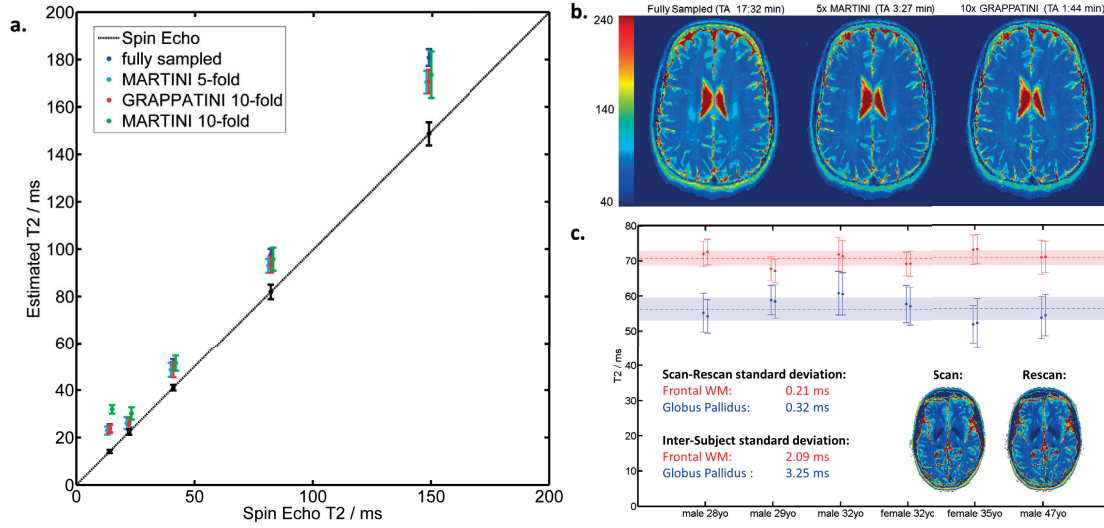 a.
Spin Echo
fully sampled
MARTINI 5-fold
GRAPPATINI 10-fold
MARTINI 10-fold
Estimated T2 / ms
200
180
160
140
120
100
80
60
40
20
0
0 50 100 150 200
Spin Echo T2 / ms
b.
Fully Sampled (TA 17:32 min) 5x MARTINI (TA 3:27 min) 10x GRAPPATINI (TA 1:44 min)
240
140
40
c.
T2 / ms
80
70
60
50
40
30
20
10
0
Scan-Rescan standard deviation:
Frontal WM: 0.21 ms
Globus Pallidus: 0.32 ms
Inter-Subject standard deviation:
Frontal WM: 2.09 ms
Globus Pallidus : 3.25 ms
Scan: Rescan:
male 28yo male 29yo male 32yo female 32yc female 35yo male 47yo